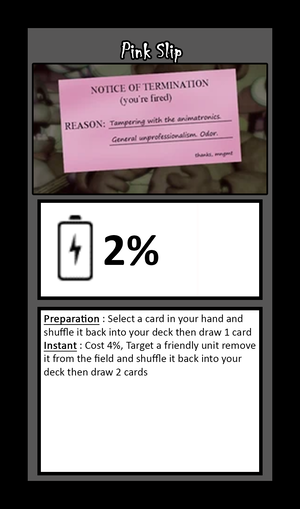 Pink Slip
NOTICE OF TERMINATION
(you're fired)
REASON: Tampering with the animatronics.
General unprofessionalism. Odor.
thanks, mngmt
2%
Preparation : Select a card in your hand and
shuffle it back into your deck then draw 1 card
Instant : Cost 4%, Target a friendly unit remove
it from the field and shuffle it back into your
deck then draw 2 cards